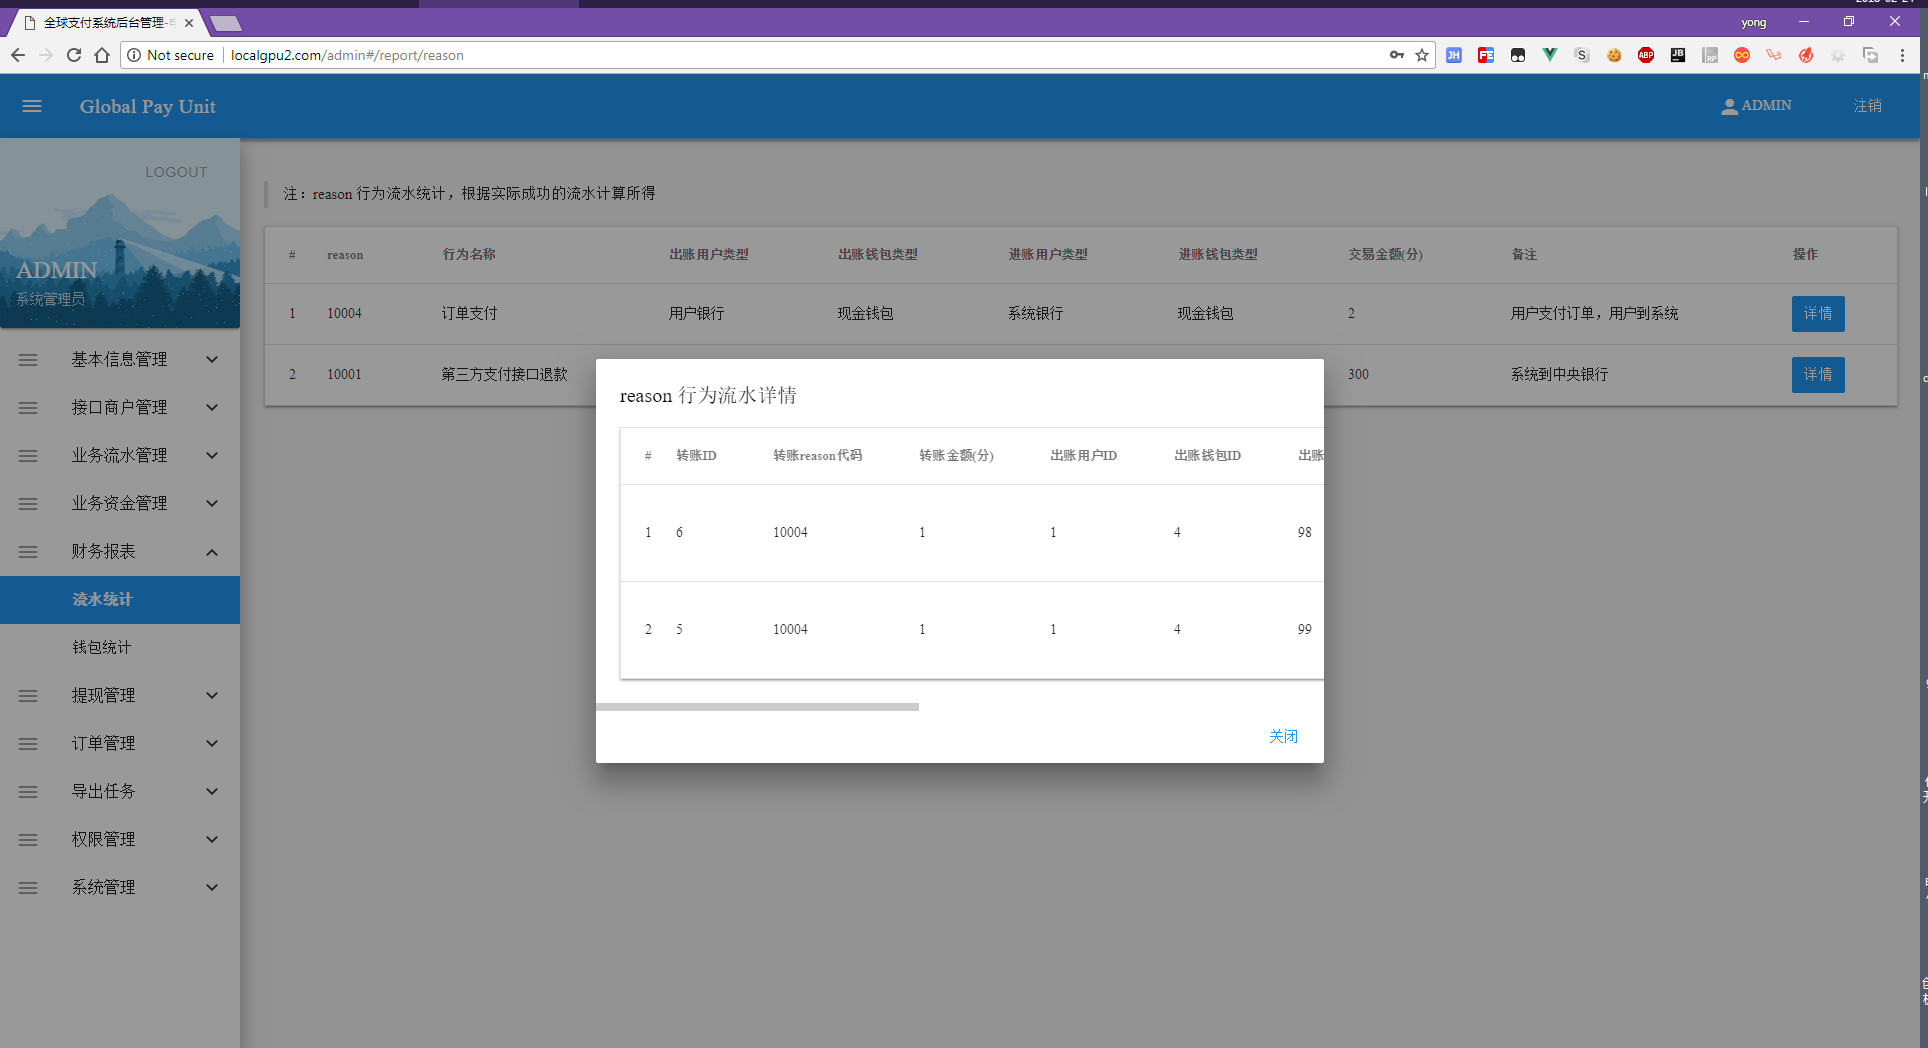 全球支付系统后台管理
yong
Not secure
localgpu2.com/admin#/report/reason
Global Pay Unit
ADMIN
注销
LOGOUT
ADMIN
系统管理员
基本信息管理
接口商户管理
业务流水管理
业务资金管理
财务报表
流水统计
钱包统计
提现管理
订单管理
导出任务
权限管理
系统管理
注：reason 行为流水统计，根据实际成功的流水计算所得
# reason 行为名称 出账用户类型 出账钱包类型 进账用户类型 进账钱包类型 交易金额(分) 备注 操作
1 10004 订单支付 用户银行 现金钱包 系统银行 现金钱包 2 用户支付订单，用户到系统 详情
2 10001 第三方支付接口退款 300 系统到中央银行 详情
reason 行为流水详情
# 转账ID 转账reason代码 转账金额(分) 出账用户ID 出账钱包ID 出账
1 6 10004 1 1 4 98
2 5 10004 1 1 4 99
关闭